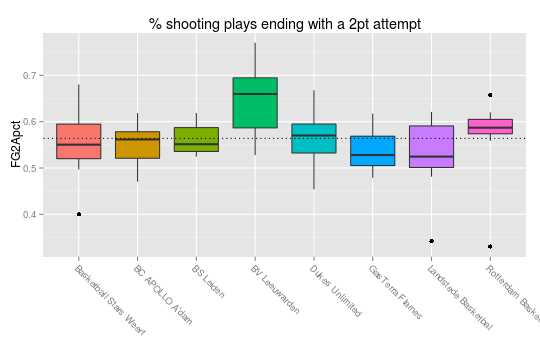 % shooting plays ending with a 2pt attempt
FG2Apct
0.7
0.6
0.5
0.4
Basketball Stars Weert
BC APOLLO A'dam
BS Leiden
BV Leeuwarden
Dukes Unlimited
GasTerra Flames
Landstede Basketbal
Rotterdam Baske